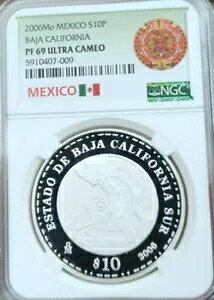 2006Mo MEXICO S10P
BAJA CALIFORNIA
PF 69 ULTRA CAMEO
5910407-009
NGC
MEXICO
ESTADO DE BAJA CALIFORNIA SUR
2006
$10